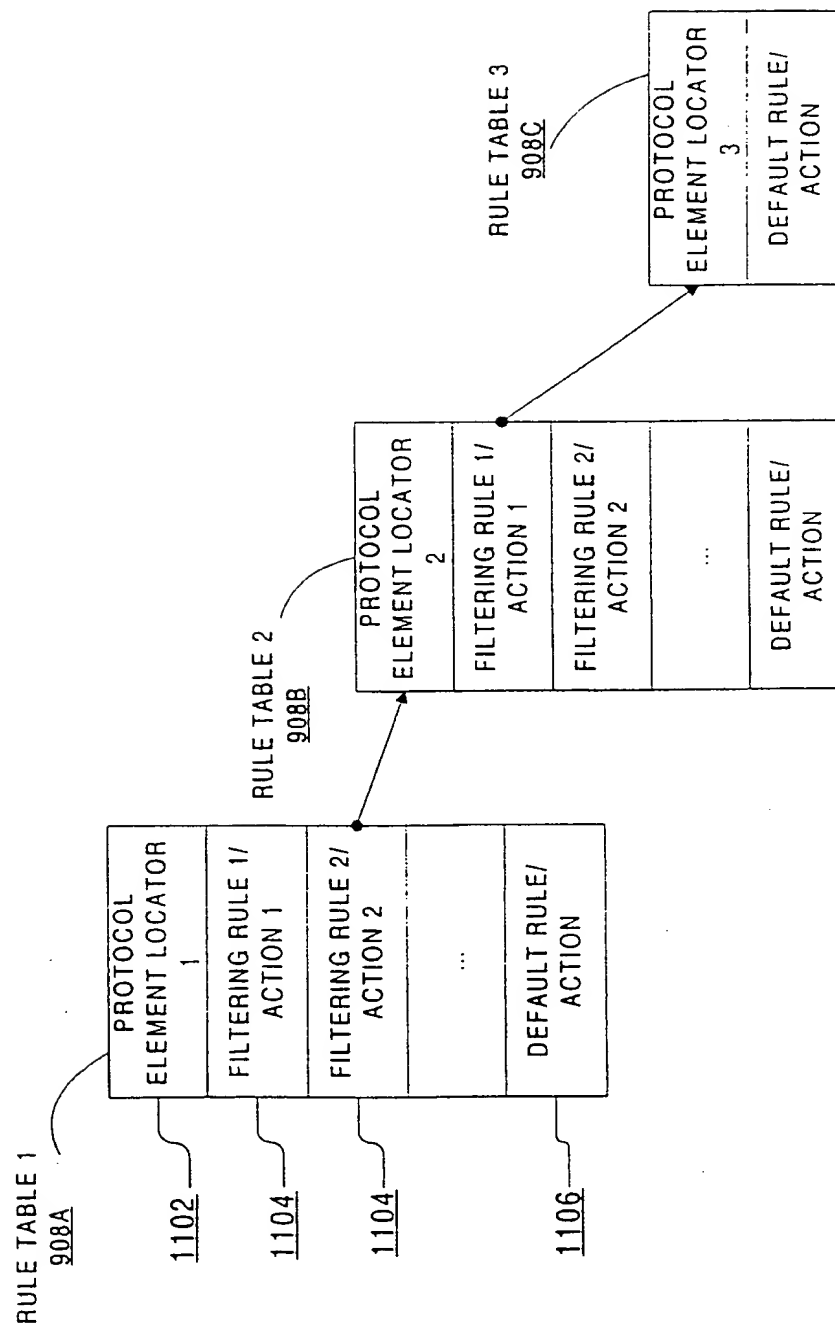 RULE TABLE 1
908A
PROTOCOL
ELEMENT LOCATOR
1
FILTERING RULE 1/
ACTION 1
FILTERING RULE 2/
ACTION 2
...
DEFAULT RULE/
ACTION
1102
1104
1104
1106
RULE TABLE 2
908B
PROTOCOL
ELEMENT LOCATOR
2
FILTERING RULE 1/
ACTION 1
FILTERING RULE 2/
ACTION 2
...
DEFAULT RULE/
ACTION
RULE TABLE 3
908C
PROTOCOL
ELEMENT LOCATOR
3
DEFAULT RULE/
ACTION